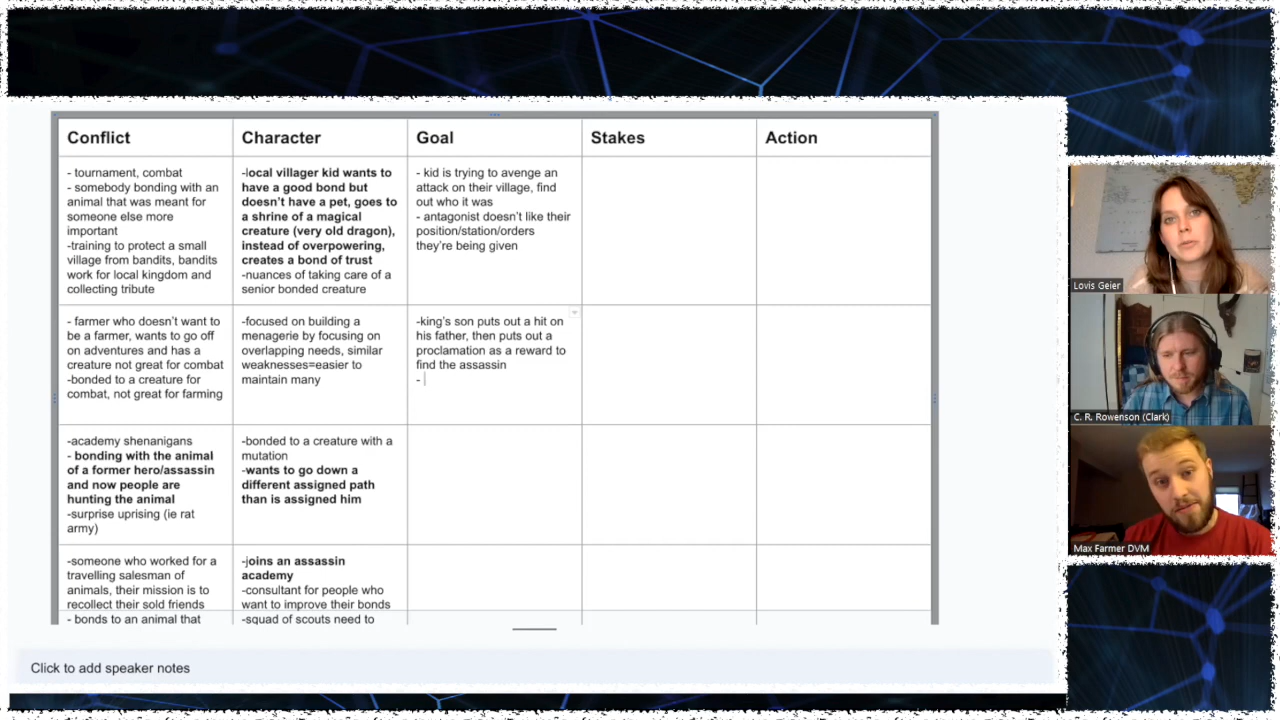 Conflict
Character
Goal
Stakes
Action
- tournament, combat
- somebody bonding with an
animal that was meant for
someone else more
important
-training to protect a small
village from bandits, bandits
work for local kingdom and
collecting tribute
-local villager kid wants to
have a good bond but
doesn't have a pet, goes to
a shrine of a magical
creature (very old dragon),
instead of overpowering,
creates a bond of trust
-nuances of taking care of a
senior bonded creature
- kid is trying to avenge an
attack on their village, find
out who it was
- antagonist doesn't like their
position/station/orders
they're being given
- farmer who doesn't want to
be a farmer, wants to go off
on adventures and has a
creature not great for combat
-bonded to a creature for
combat, not great for farming
-focused on building a
menagerie by focusing on
overlapping needs, similar
weaknesses=easier to
maintain many
-king's son puts out a hit on
his father, then puts out a
proclamation as a reward to
find the assassin
-
-academy shenanigans
- bonding with the animal
of a former hero/assassin
and now people are
hunting the animal
-surprise uprising (ie rat
army)
-bonded to a creature with a
mutation
-wants to go down a
different assigned path
than is assigned him
-someone who worked for a
travelling salesman of
animals, their mission is to
recollect their sold friends
- bonds to an animal that
-joins an assassin
academy
-consultant for people who
want to improve their bonds
-squad of scouts need to
Click to add speaker notes
Lovis Geier
C. R. Rowenson (Clark)
Max Farmer DVM